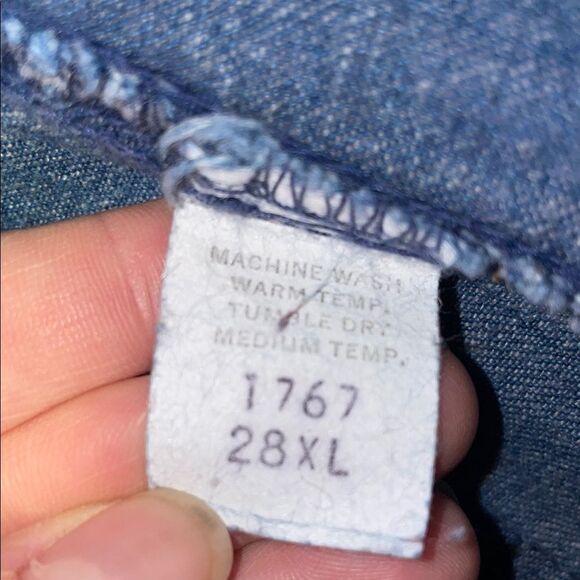 MACHINE WASH
WARM TEMP.
TUMBLE DRY
MEDIUM TEMP.
1767
28XL